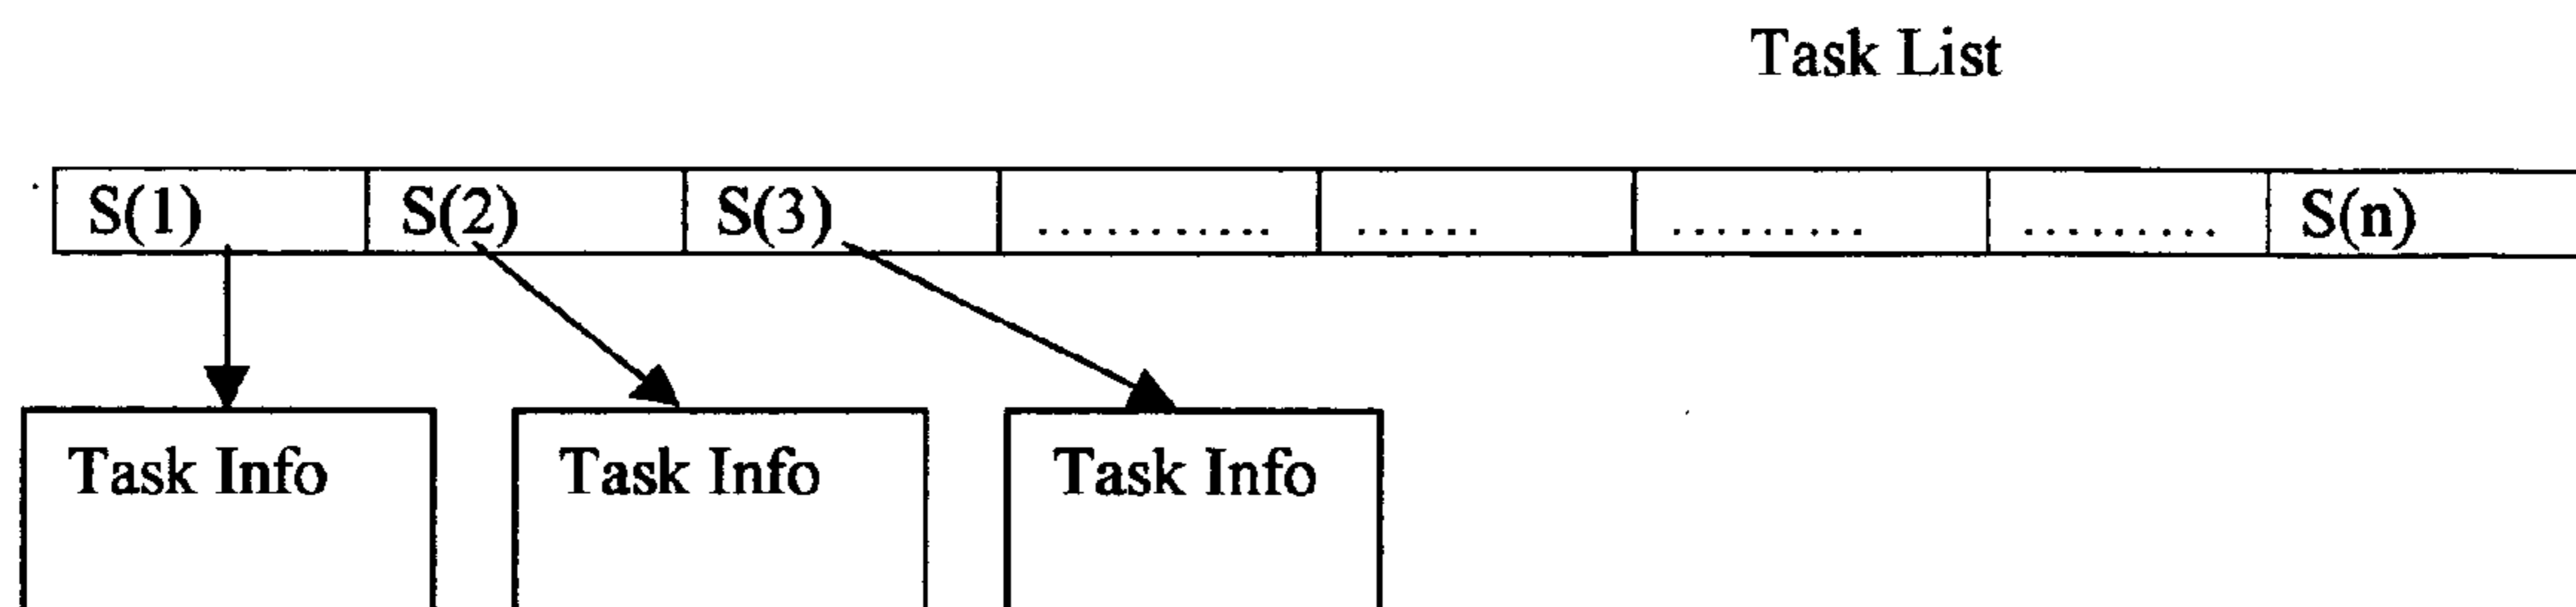 Task List
S(1) S(2) S(3) ........... ...... ......... ......... S(n)
Task Info Task Info Task Info